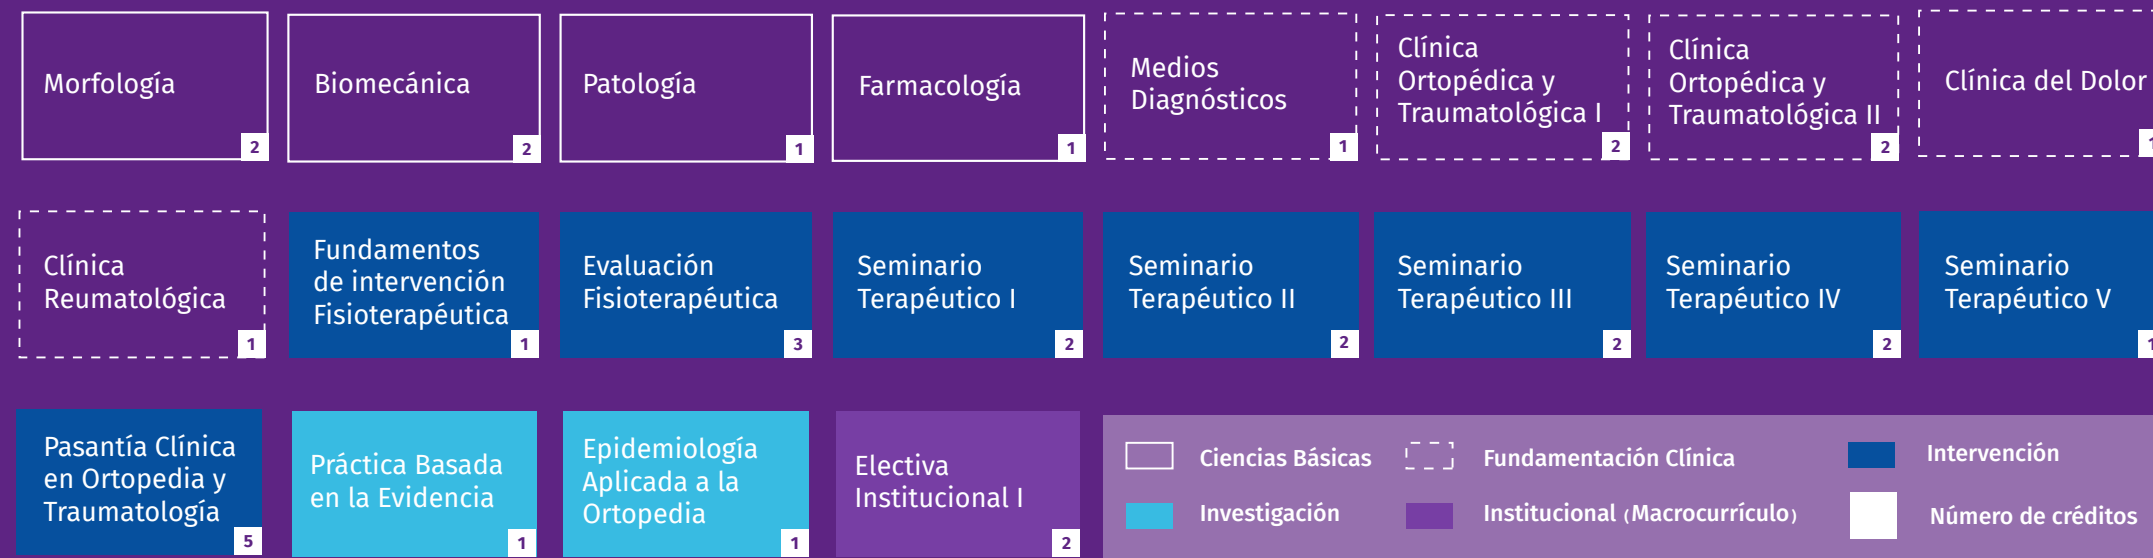 Morfología
2
Biomecánica
2
Patología
1
Farmacología
1
Medios
Diagnósticos
1
Clínica
Ortopédica y
Traumatológica I
2
Clínica
Ortopédica y
Traumatológica II
2
Clínica del Dolor
1
Clínica
Reumatológica
1
Fundamentos
de intervención
Fisioterapéutica
1
Evaluación
Fisioterapéutica
3
Seminario
Terapéutico I
2
Seminario
Terapéutico II
2
Seminario
Terapéutico III
2
Seminario
Terapéutico IV
2
Seminario
Terapéutico V
1
Pasantía Clínica
en Ortopedia y
Traumatología
5
Práctica Basada
en la Evidencia
1
Epidemiología
Aplicada a la
Ortopedia
1
Electiva
Institucional I
2
Ciencias Básicas
Fundamentación Clínica
Intervención
Investigación
Institucional (Macrocurrículo)
Número de créditos